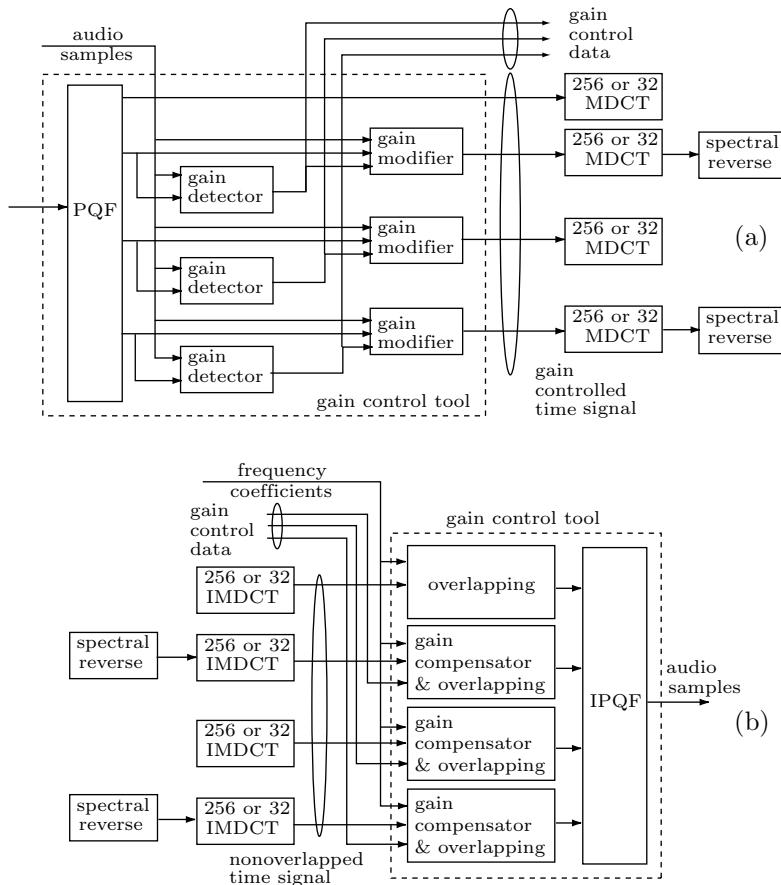 gain
control
data
audio
samples
256 or 32
MDCT
256 or 32
MDCT
spectral
reverse
gain
modifier
gain
detector
PQF
gain
modifier
256 or 32
MDCT
(a)
gain
detector
gain
modifier
256 or 32
MDCT
spectral
reverse
gain
detector
gain control tool
gain
controlled
time signal
frequency
coefficients
gain
control
data
gain control tool
256 or 32
IMDCT
overlapping
spectral
reverse
256 or 32
IMDCT
gain
compensator
& overlapping
IPQF
audio
samples
(b)
256 or 32
IMDCT
gain
compensator
& overlapping
spectral
reverse
256 or 32
IMDCT
gain
compensator
& overlapping
nonoverlapped
time signal